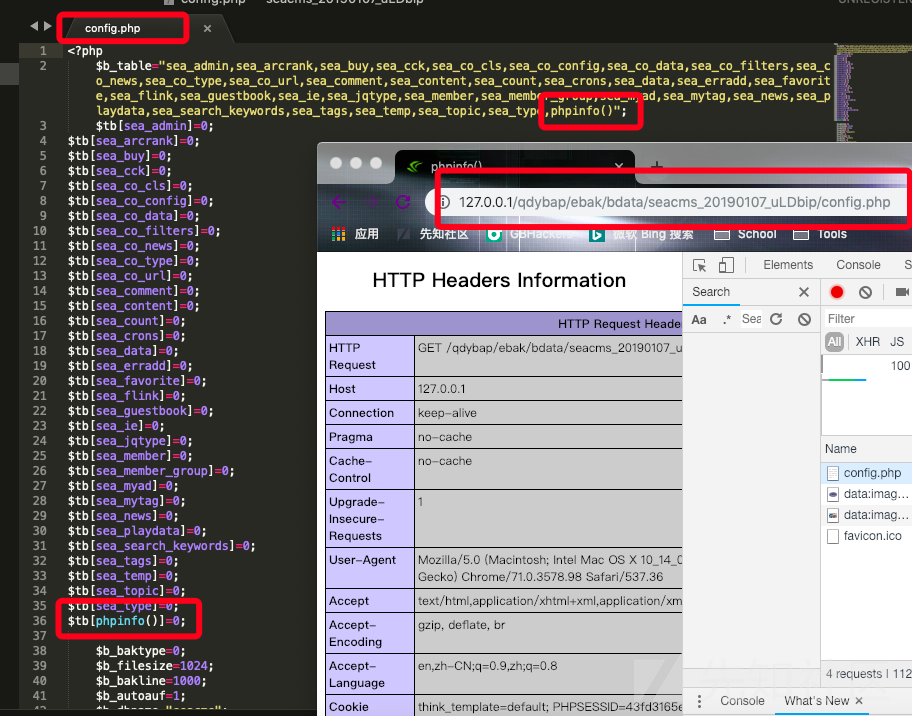 config.php
seacms_20190107_uLDbip
UNREGISTER
config.php
1 <?php
2 $b_table="sea_admin,sea_arcrank,sea_buy,sea_cck,sea_co_cls,sea_co_config,sea_co_data,sea_co_filters,sea_c
o_news,sea_co_type,sea_co_url,sea_comment,sea_content,sea_count,sea_crons,sea_data,sea_erradd,sea_favorit
e,sea_flink,sea_guestbook,sea_ie,sea_jqtype,sea_member,sea_member_group,sea_myad,sea_mytag,sea_news,sea_p
laydata,sea_search_keywords,sea_tags,sea_temp,sea_topic,sea_type,phpinfo()";
3 $tb[sea_admin]=0;
4 $tb[sea_arcrank]=0;
5 $tb[sea_buy]=0;
6 $tb[sea_cck]=0;
7 $tb[sea_co_cls]=0;
8 $tb[sea_co_config]=0;
9 $tb[sea_co_data]=0;
10 $tb[sea_co_filters]=0;
11 $tb[sea_co_news]=0;
12 $tb[sea_co_type]=0;
13 $tb[sea_co_url]=0;
14 $tb[sea_comment]=0;
15 $tb[sea_content]=0;
16 $tb[sea_count]=0;
17 $tb[sea_crons]=0;
18 $tb[sea_data]=0;
19 $tb[sea_erradd]=0;
20 $tb[sea_favorite]=0;
21 $tb[sea_flink]=0;
22 $tb[sea_guestbook]=0;
23 $tb[sea_ie]=0;
24 $tb[sea_jqtype]=0;
25 $tb[sea_member]=0;
26 $tb[sea_member_group]=0;
27 $tb[sea_myad]=0;
28 $tb[sea_mytag]=0;
29 $tb[sea_news]=0;
30 $tb[sea_playdata]=0;
31 $tb[sea_search_keywords]=0;
32 $tb[sea_tags]=0;
33 $tb[sea_temp]=0;
34 $tb[sea_topic]=0;
35 $tb[sea_type]=0;
36 $tb[phpinfo()]=0;
37
38 $b_baktype=0;
39 $b_filesize=1024;
40 $b_bakline=1000;
41 $b_autoauf=1;
phpinfo()
127.0.0.1/qdybap/ebak/bdata/seacms_20190107_uLDbip/config.php
应用 先知社区 GBHackers 微软 Bing 搜索 School Tools
HTTP Headers Information
HTTP Request Heade
HTTP Request GET /qdybap/ebak/bdata/seacms_20190107_u
Host 127.0.0.1
Connection keep-alive
Pragma no-cache
Cache-Control no-cache
Upgrade-Insecure-Requests 1
User-Agent Mozilla/5.0 (Macintosh; Intel Mac OS X 10_14_0
Gecko) Chrome/71.0.3578.98 Safari/537.36
Accept text/html,application/xhtml+xml,application/xm
Accept-Encoding gzip, deflate, br
Accept-Language en,zh-CN;q=0.9,zh;q=0.8
Cookie think_template=default; PHPSESSID=43fd3165e
Elements Console S
Search
Aa .* Sea
Filter
All XHR JS
100
Name
config.php
data:imag...
data:imag...
favicon.ico
4 requests | 112
Console What's New